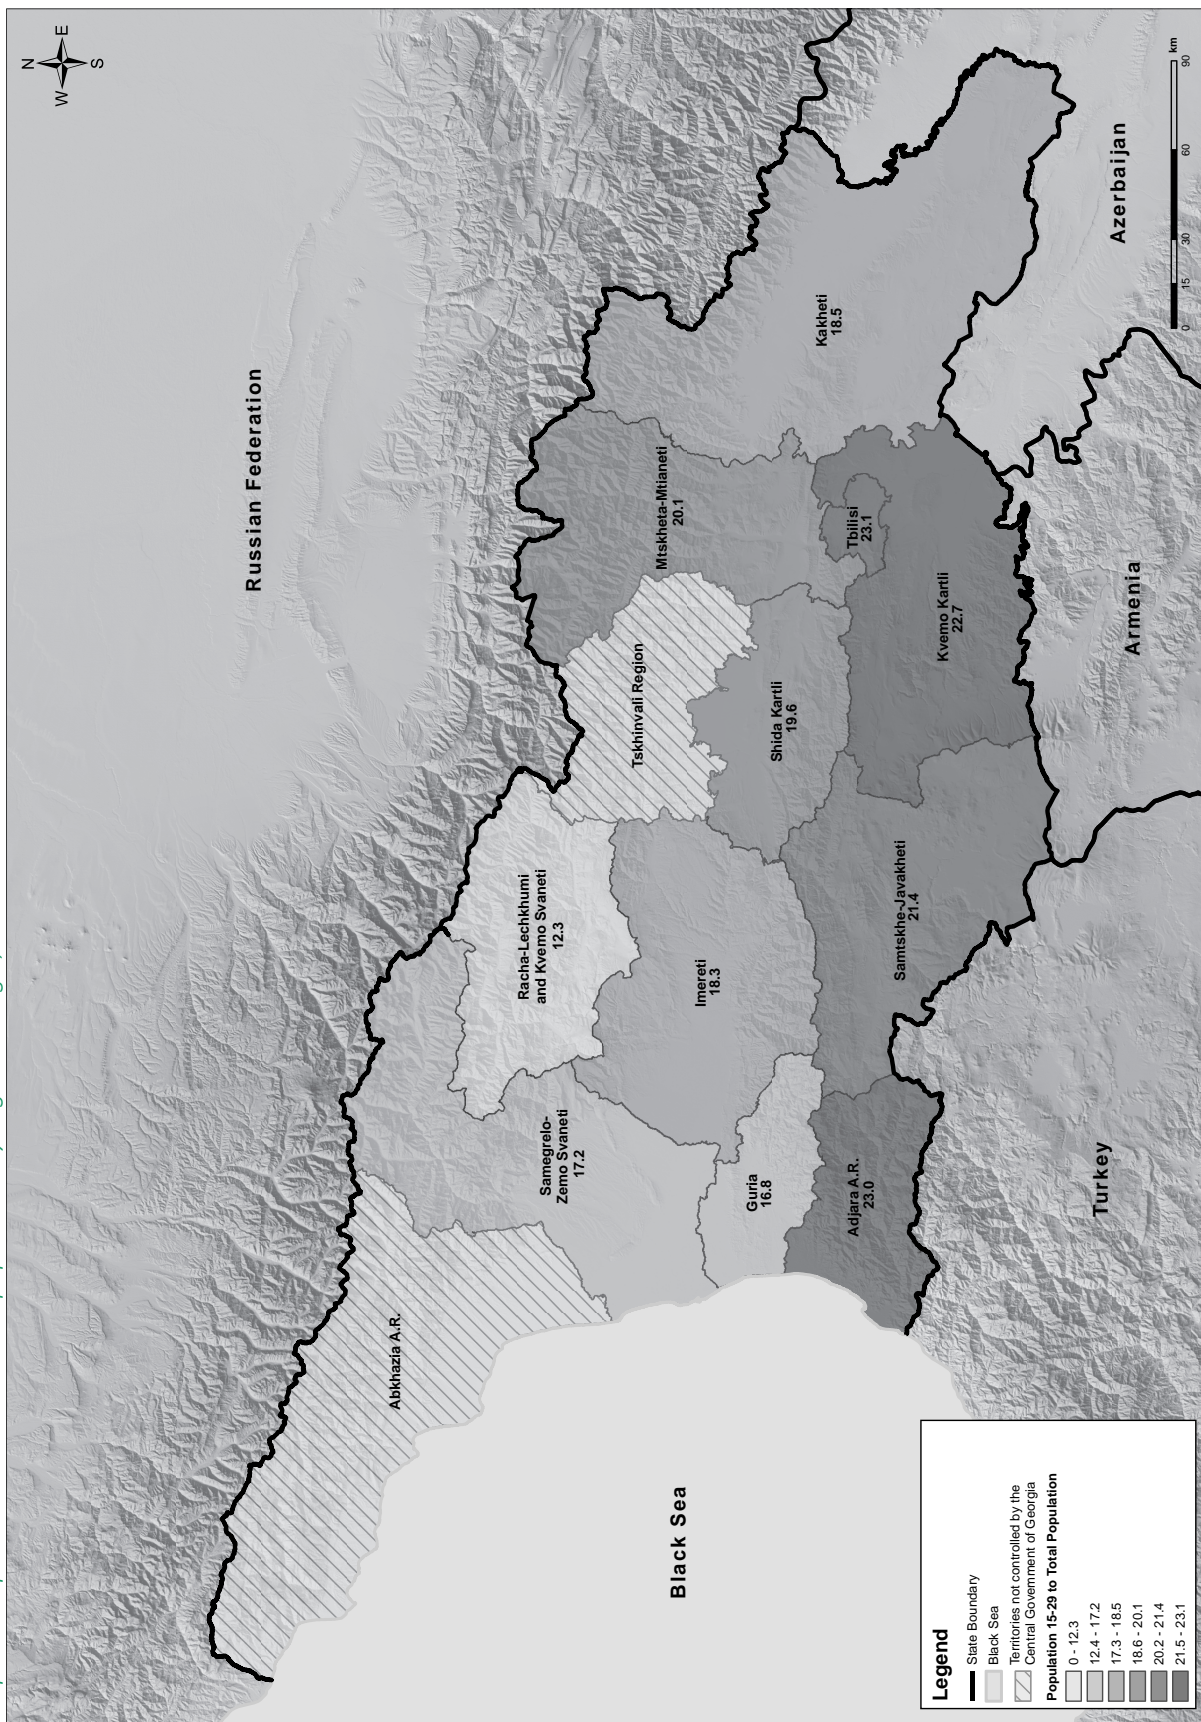 N
W
E
S
Russian Federation
Abkhazia A.R.
Samegrelo-
Zemo Svaneti
17.2
Racha-Lechkhumi
and Kvemo Svaneti
12.3
Tskhinvali Region
Mtskheta-Mtianeti
20.1
Kakheti
18.5
Guria
16.8
Imereti
18.3
Shida Kartli
19.6
Tbilisi
23.1
Adjara A.R.
23.0
Samtskhe-Javakheti
21.4
Kvemo Kartli
22.7
Black Sea
Turkey
Armenia
Azerbaijan
Legend
State Boundary
Black Sea
Territories not controlled by the
Central Government of Georgia
Population 15-29 to Total Population
0 - 12.3
12.4 - 17.2
17.3 - 18.5
18.6 - 20.1
20.2 - 21.4
21.5 - 23.1
0 15 30 60 90
km